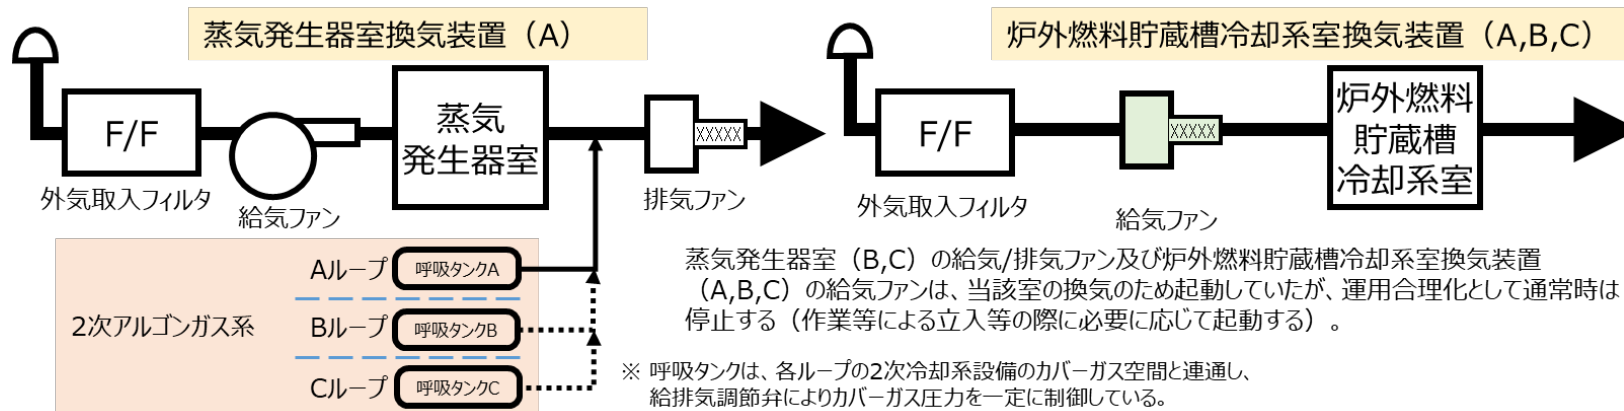 蒸気発生器室換気装置（A）
F/F
外気取入フィルタ
給気ファン
蒸気
発生器室
XXXXX
排気ファン
2次アルゴンガス系
Aループ
呼吸タンクA
Bループ
呼吸タンクB
Cループ
呼吸タンクC
炉外燃料貯蔵槽冷却系室換気装置（A,B,C）
F/F
外気取入フィルタ
XXXXX
給気ファン
炉外燃料
貯蔵槽
冷却系室
蒸気発生器室（B,C）の給気/排気ファン及び炉外燃料貯蔵槽冷却系室換気装置
（A,B,C）の給気ファンは、当該室の換気のため起動していたが、運用合理化として通常時は
停止する（作業等による立入等の際に必要に応じて起動する）。
※ 呼吸タンクは、各ループの2次冷却系設備のカバーガス空間と連通し、
給排気調節弁によりカバーガス圧力を一定に制御している。